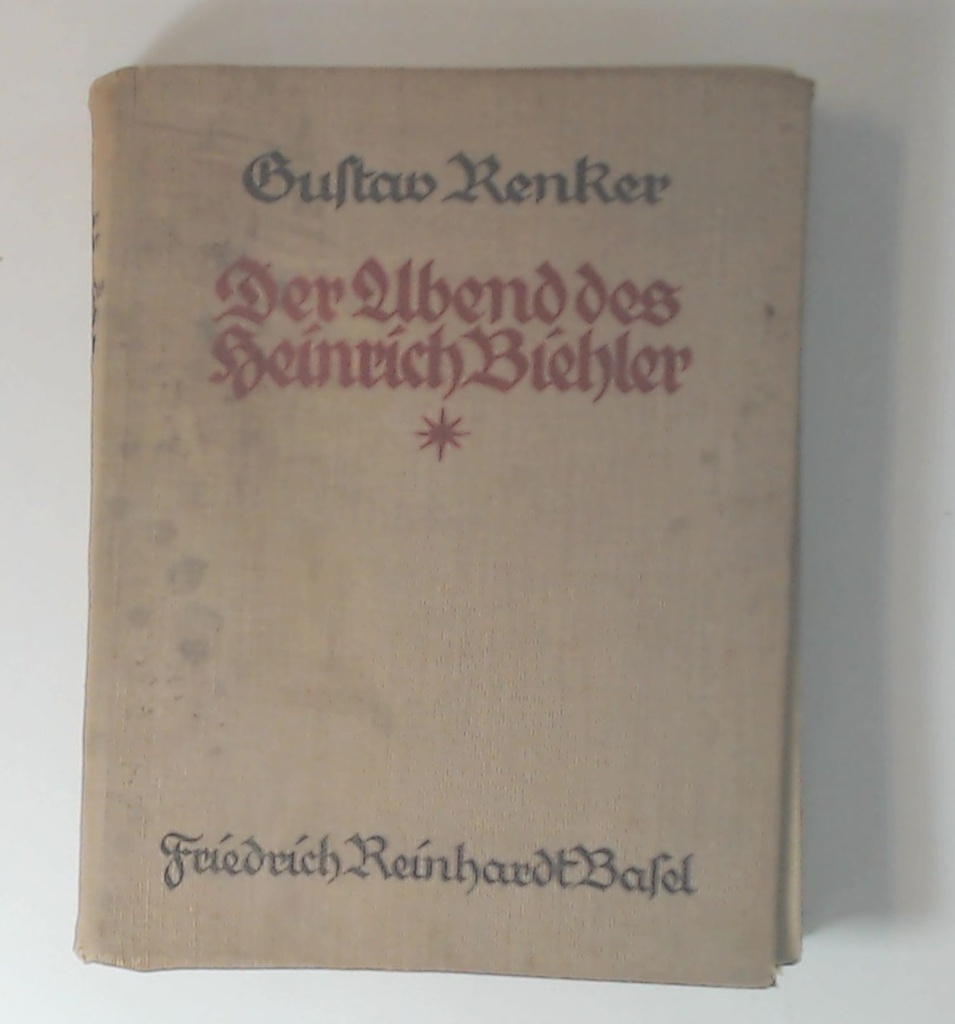 Gustav Renker
Der Abend des
Heinrich Biehler
Friedrich Reinhardt Basel